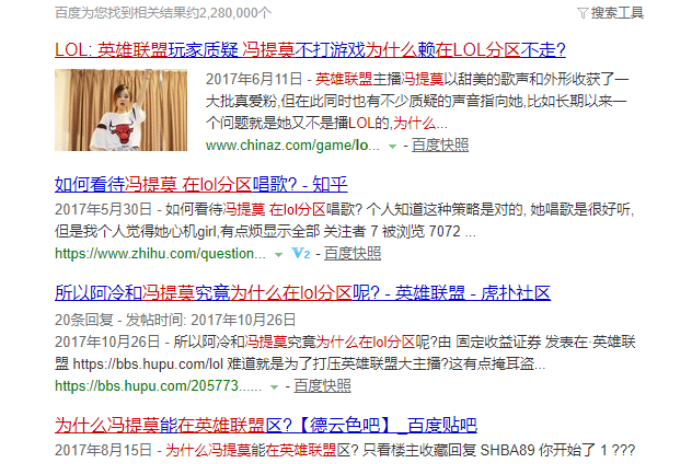 百度为您找到相关结果约2,280,000个
搜索工具
LOL: 英雄联盟玩家质疑 冯提莫不打游戏为什么赖在LOL分区不走?
2017年6月11日 - 英雄联盟主播冯提莫以甜美的歌声和外形收获了一
大批真爱粉,但在此同时也有不少质疑的声音指向她,比如长期以来一
个问题就是她又不是播LOL的,为什么...
www.chinaz.com/game/lo... - 百度快照
如何看待冯提莫 在lol分区唱歌? - 知乎
2017年5月30日 - 如何看待冯提莫 在lol分区唱歌? 个人知道这种策略是对的, 她唱歌是很好听,
但是我个人觉得她心机girl,有点烦显示全部 关注者 7 被浏览 7072 ...
https://www.zhihu.com/question... V2 - 百度快照
所以阿冷和冯提莫究竟为什么在lol分区呢? - 英雄联盟 - 虎扑社区
20条回复 - 发帖时间: 2017年10月26日
2017年10月26日 - 所以阿冷和冯提莫究竟为什么在lol分区呢?由 固定收益证券 发表在·英雄联
盟 https://bbs.hupu.com/lol 难道就是为了打压英雄联盟大主播?这有点掩耳盗...
https://bbs.hupu.com/205773...... - 百度快照
为什么冯提莫能在英雄联盟区?【德云色吧】_百度贴吧
2017年8月15日 - 为什么冯提莫能在英雄联盟区? 只看楼主收藏回复 SHBA89 你开始了 1 ???